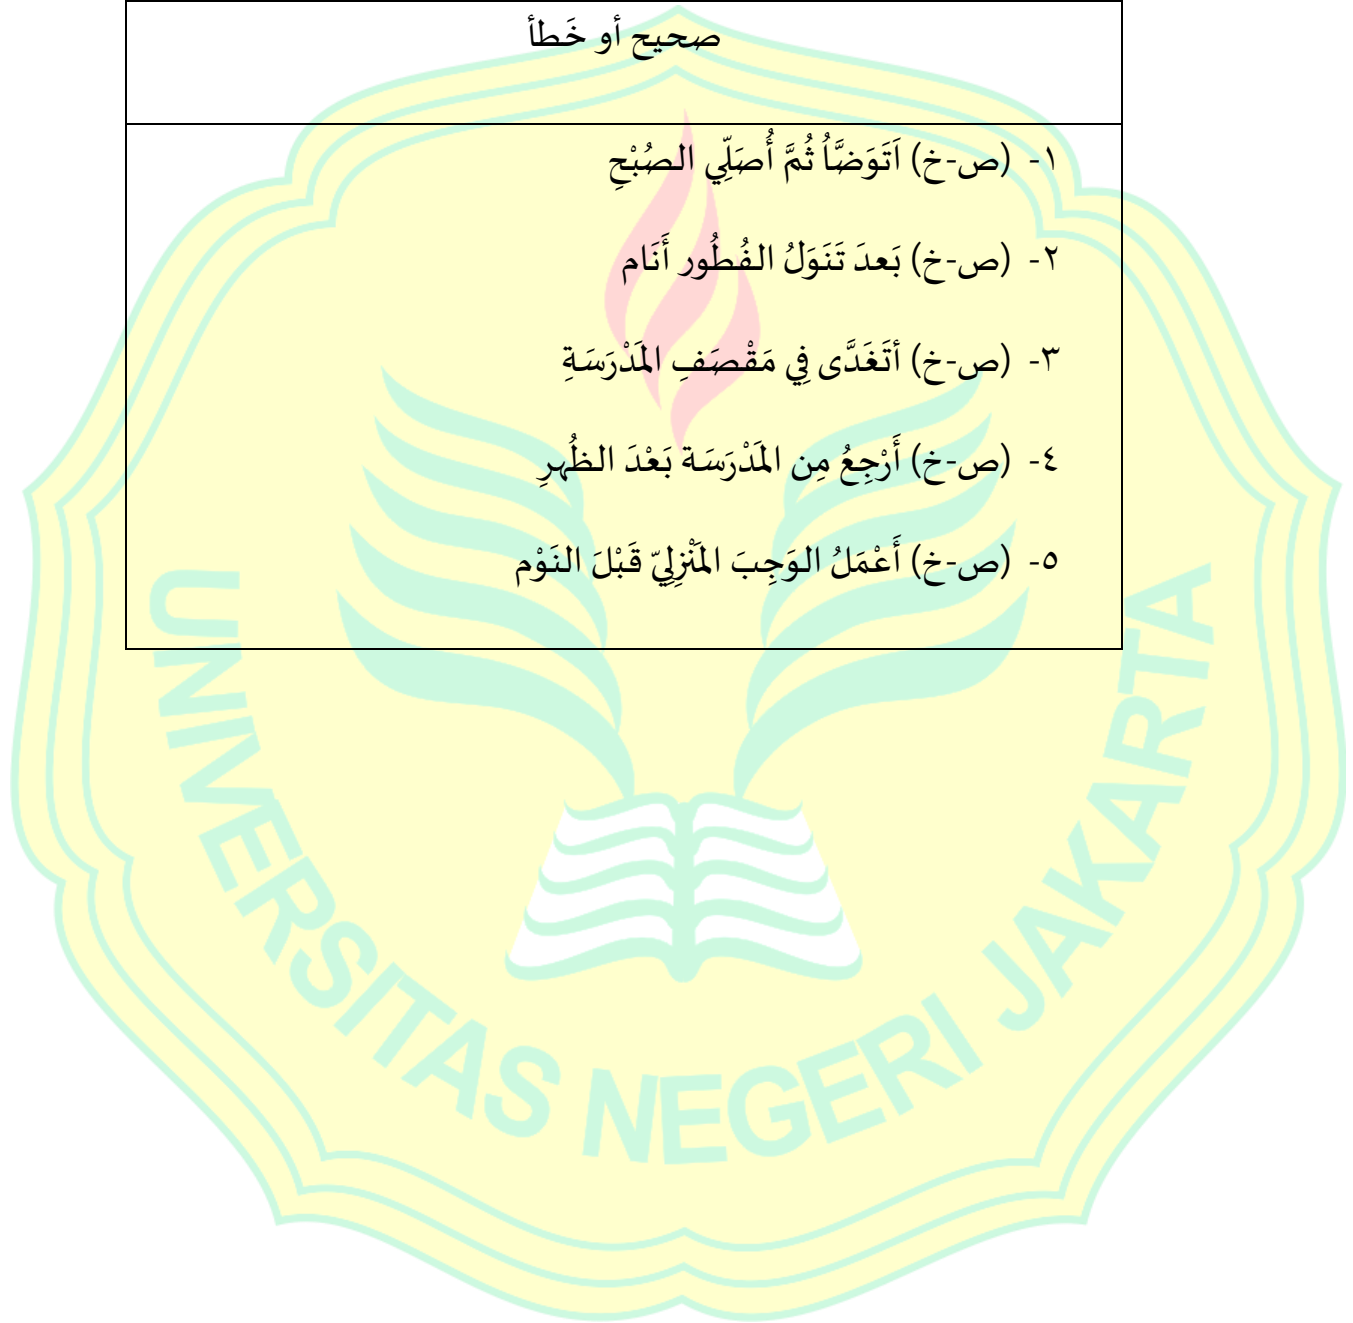 صحيح أو خَطأ
١- (ص-خ) اَتَوَضَّاُ ثُمَّ أُصَلِّي الصُبْحِ
٢- (ص-خ) بَعدَ تَنَوَلُ الفُطُور أَنَام
٣- (ص-خ) أتَغَدَّى فِي مَقْصَفِ المَدْرَسَةِ
٤- (ص-خ) أَرْجِعُ مِن المَدْرَسَة بَعْدَ الظُهرِ
٥- (ص-خ) أَعْمَلُ الوَجِبَ المَنْزِلِيّ قَبْلَ النَوْم
UNIVERSITAS NEGERI JAKARTA